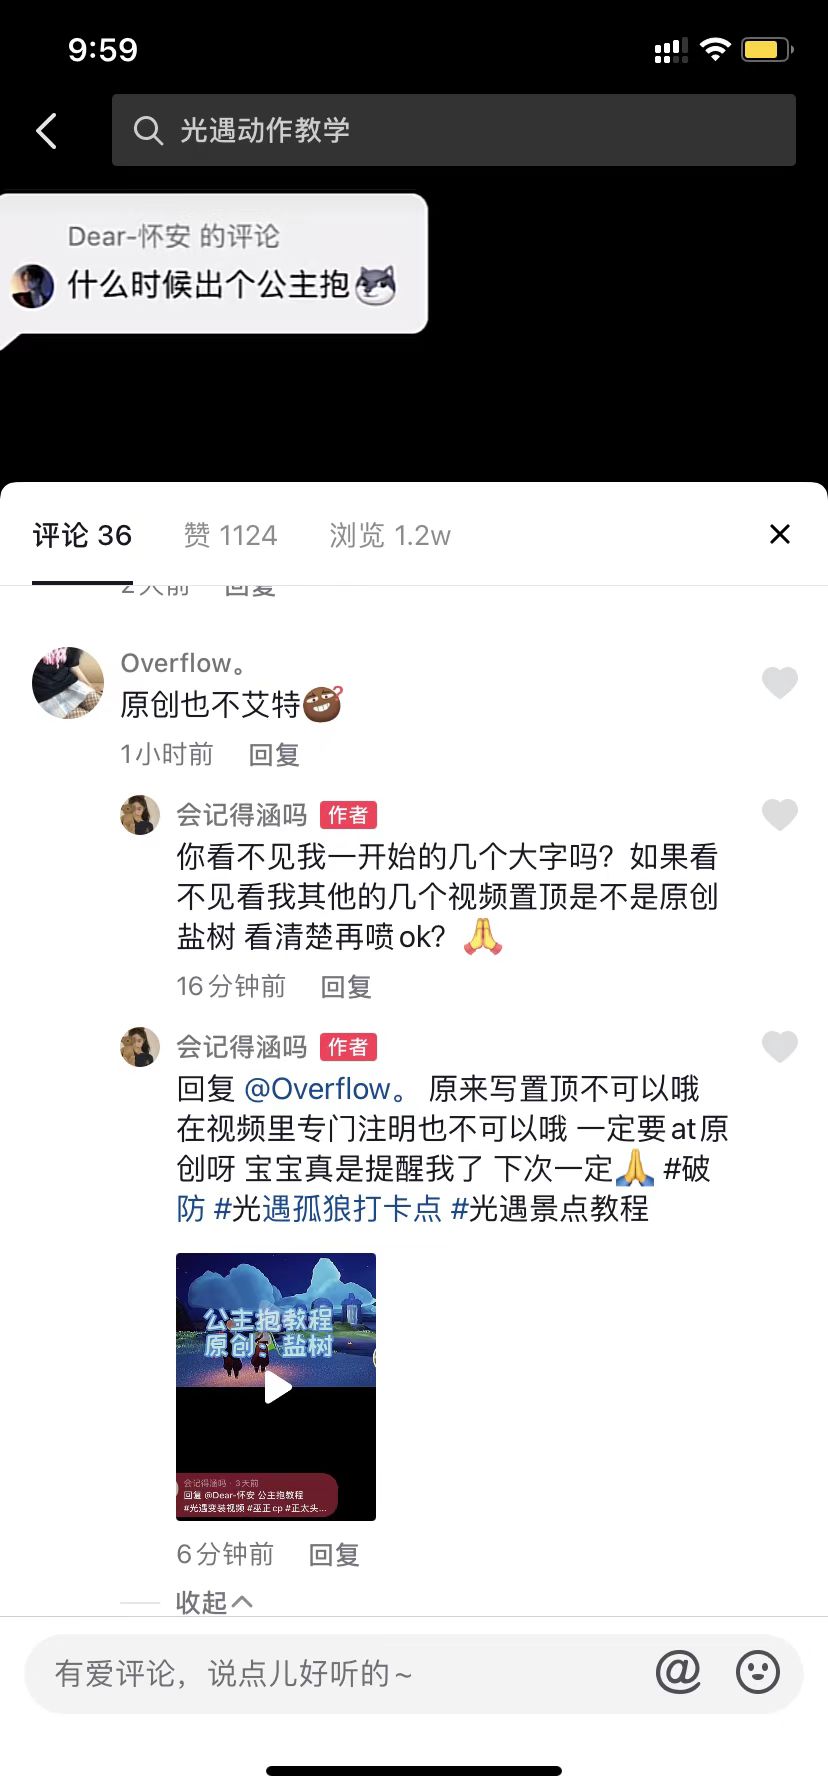 9:59
光遇动作教学
Dear-怀安 的评论
什么时候出个公主抱
评论 36 赞 1124 浏览 1.2w
2天前 回复
Overflow。
原创也不艾特
1小时前 回复
会记得涵吗 作者
你看不见我一开始的几个大字吗？如果看
不见看我其他的几个视频置顶是不是原创
盐树 看清楚再喷ok？🙏
16分钟前 回复
会记得涵吗 作者
回复 @Overflow。 原来写置顶不可以哦
在视频里专门注明也不可以哦 一定要at原
创呀 宝宝真是提醒我了 下次一定🙏 #破
防 #光遇孤狼打卡点 #光遇景点教程
公主抱教程
原创：盐树
会记得涵吗 · 3天前
回复 @Dear-怀安 公主抱教程
#光遇变装视频 #巫正cp #正太头...
6分钟前 回复
收起
有爱评论，说点儿好听的~